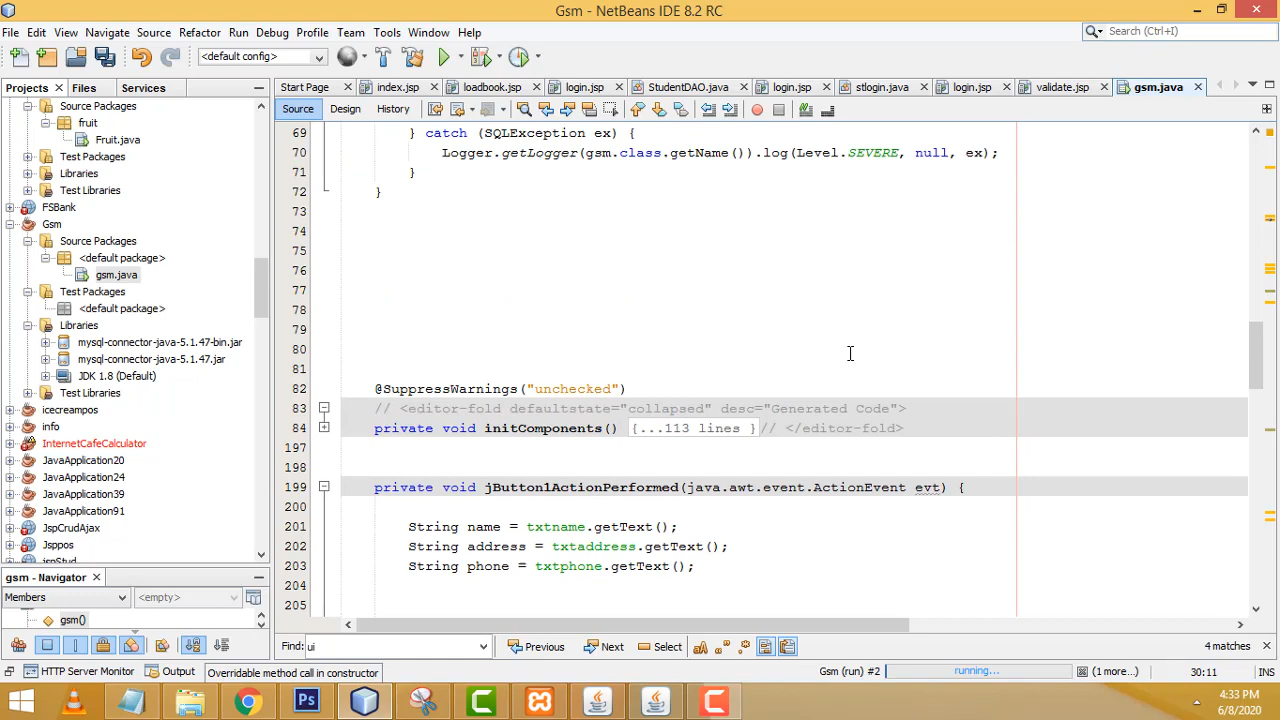 Gsm - NetBeans IDE 8.2 RC
File Edit View Navigate Source Refactor Run Debug Profile Team Tools Window Help
Search (Ctrl+I)
<default config>
Projects Files Services
Start Page index.jsp loadbook.jsp login.jsp StudentDAO.java login.jsp stlogin.java login.jsp validate.jsp gsm.java
Source Design History
Source Packages
fruit
Fruit.java
Test Packages
Libraries
Test Libraries
FSBank
Gsm
Source Packages
<default package>
gsm.java
Test Packages
<default package>
Libraries
mysql-connector-java-5.1.47-bin.jar
mysql-connector-java-5.1.47.jar
JDK 1.8 (Default)
Test Libraries
icecreampos
info
InternetCafeCalculator
JavaApplication20
JavaApplication24
JavaApplication39
JavaApplication91
JspCrudAjax
Jsppos
jspStud
69 } catch (SQLException ex) {
70 Logger.getLogger(gsm.class.getName()).log(Level.SEVERE, null, ex);
71 }
72 }
73
74
75
76
77
78
79
80
81
82 @SuppressWarnings("unchecked")
83 // <editor-fold defaultstate="collapsed" desc="Generated Code">
84 private void initComponents() {...113 lines }// </editor-fold>
197
198
199 private void jButton1ActionPerformed(java.awt.event.ActionEvent evt) {
200
201 String name = txtname.getText();
202 String address = txtaddress.getText();
203 String phone = txtphone.getText();
204
205
gsm - Navigator
Members <empty>
gsm()
Find: ui Previous Next Select 4 matches
HTTP Server Monitor Output Overridable method call in constructor Gsm (run) #2 running... (1 more...) 30:11 INS
Ps
4:33 PM
6/8/2020